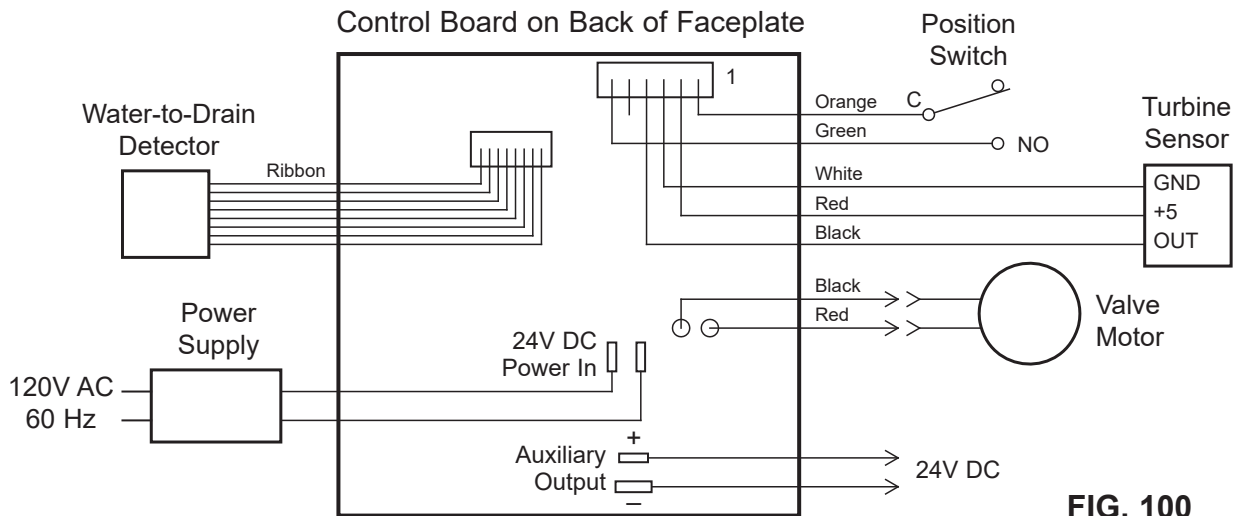 Control Board on Back of Faceplate
Position
Switch
1
Water-to-Drain
Detector
Ribbon
Orange
C
Green
NO
Turbine
Sensor
White
GND
Red
+5
Black
OUT
Black
Red
Valve
Motor
Power
Supply
24V DC
Power In
120V AC
60 Hz
Auxiliary
Output
+
–
24V DC
FIG. 100